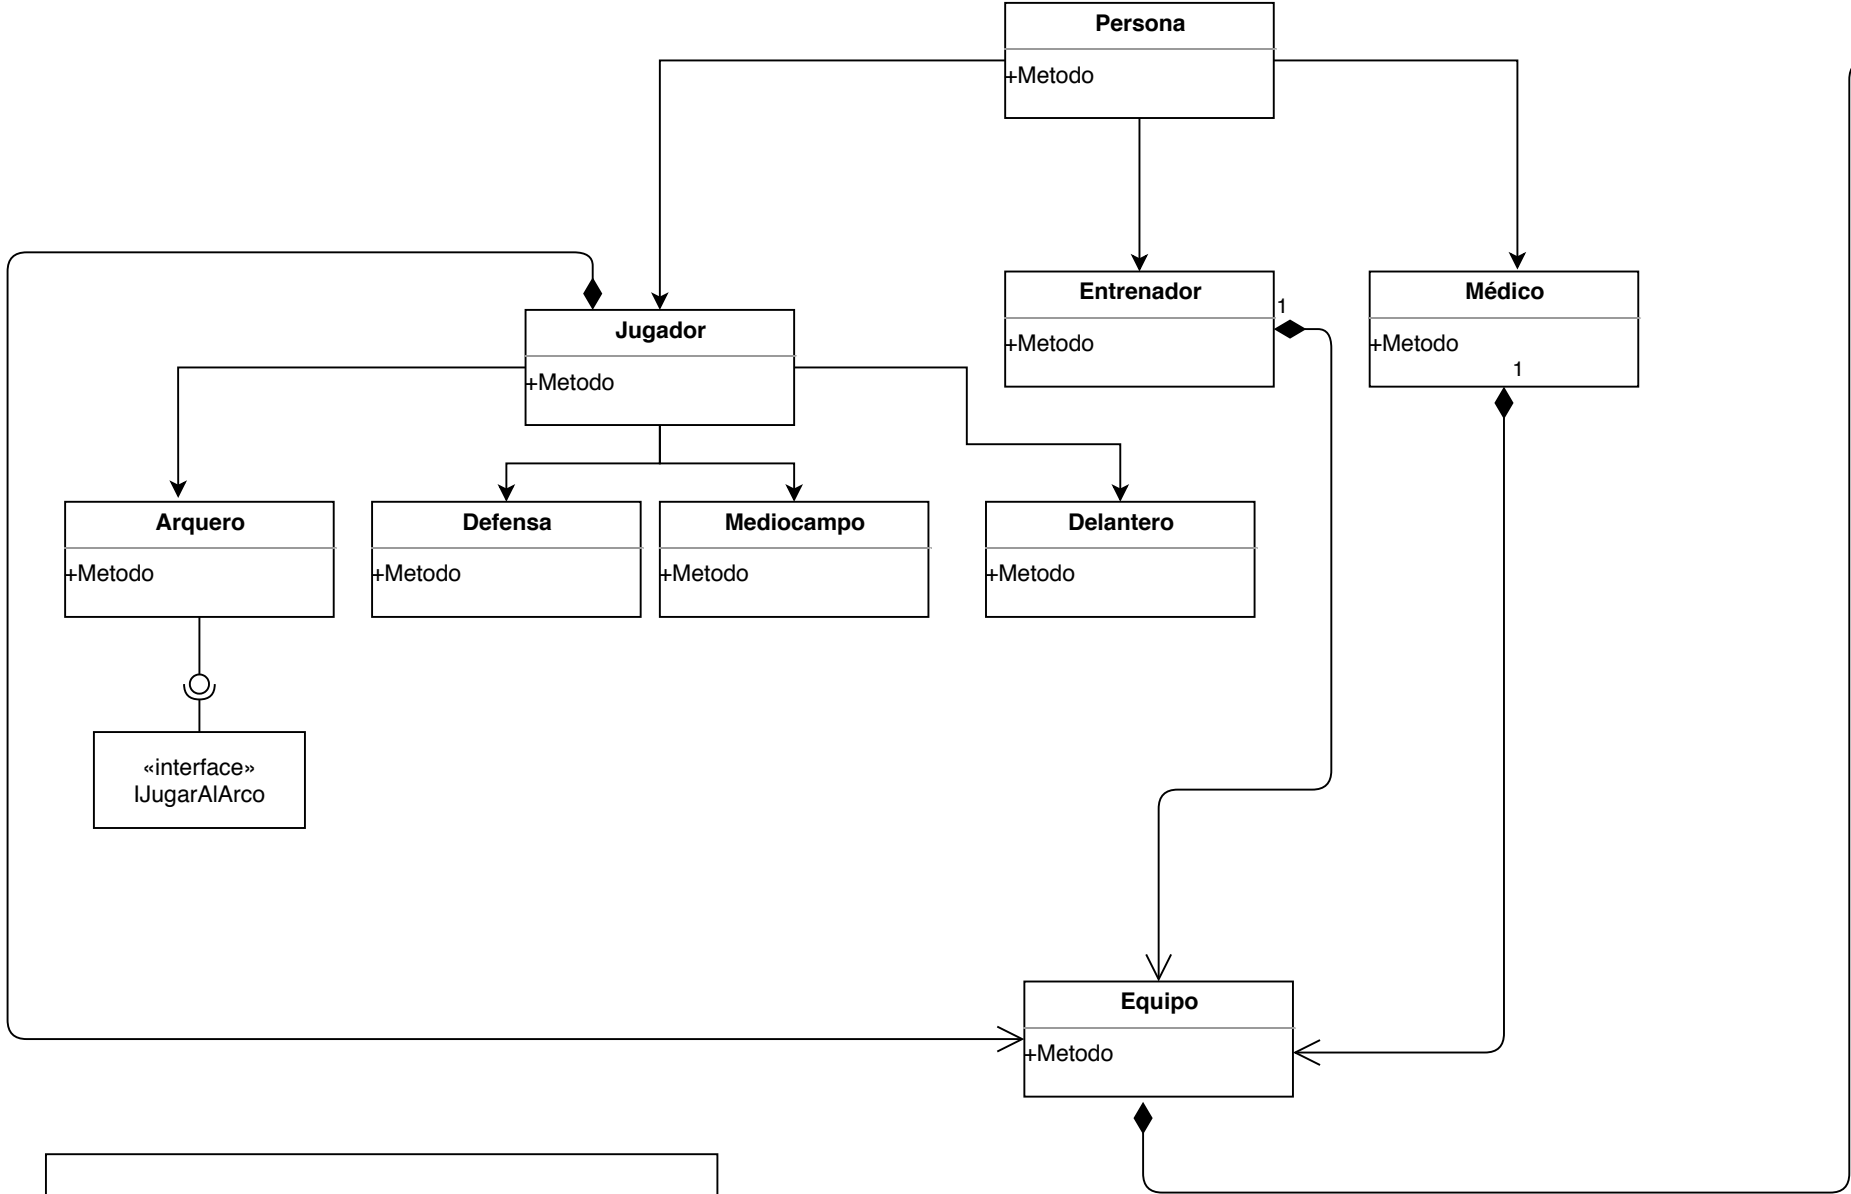 Persona
+Metodo
Entrenador
1
+Metodo
Médico
+Metodo
1
Jugador
+Metodo
Arquero
+Metodo
Defensa
+Metodo
Mediocampo
+Metodo
Delantero
+Metodo
«interface»
IJugarAlArco
Equipo
+Metodo